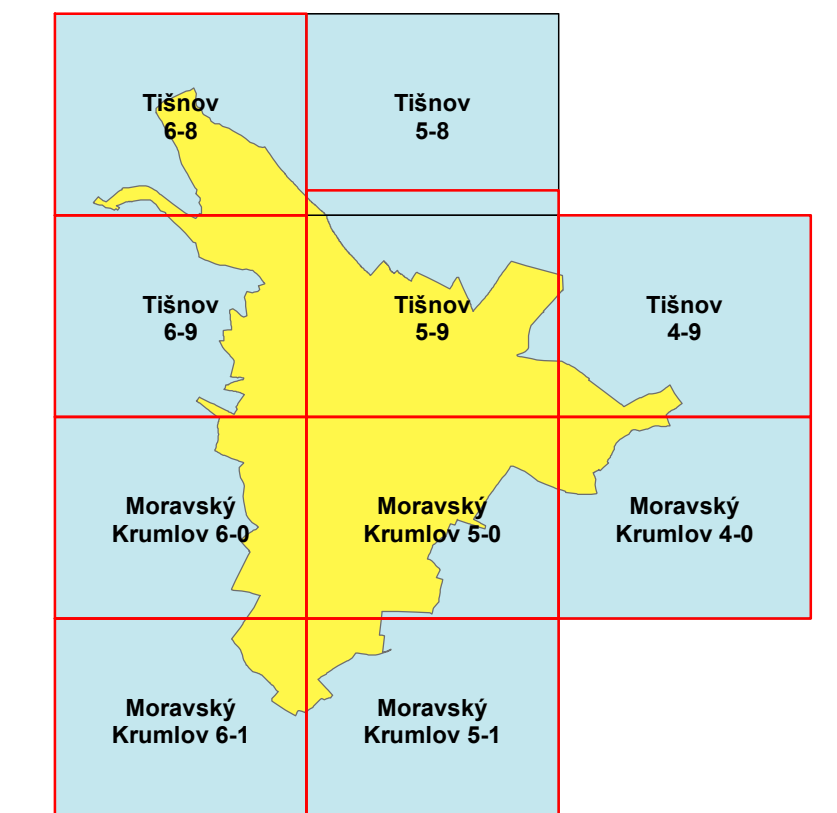 Tišnov
6-8
Tišnov
5-8
Tišnov
6-9
Tišnov
5-9
Tišnov
4-9
Moravský
Krumlov 6-0
Moravský
Krumlov 5-0
Moravský
Krumlov 4-0
Moravský
Krumlov 6-1
Moravský
Krumlov 5-1